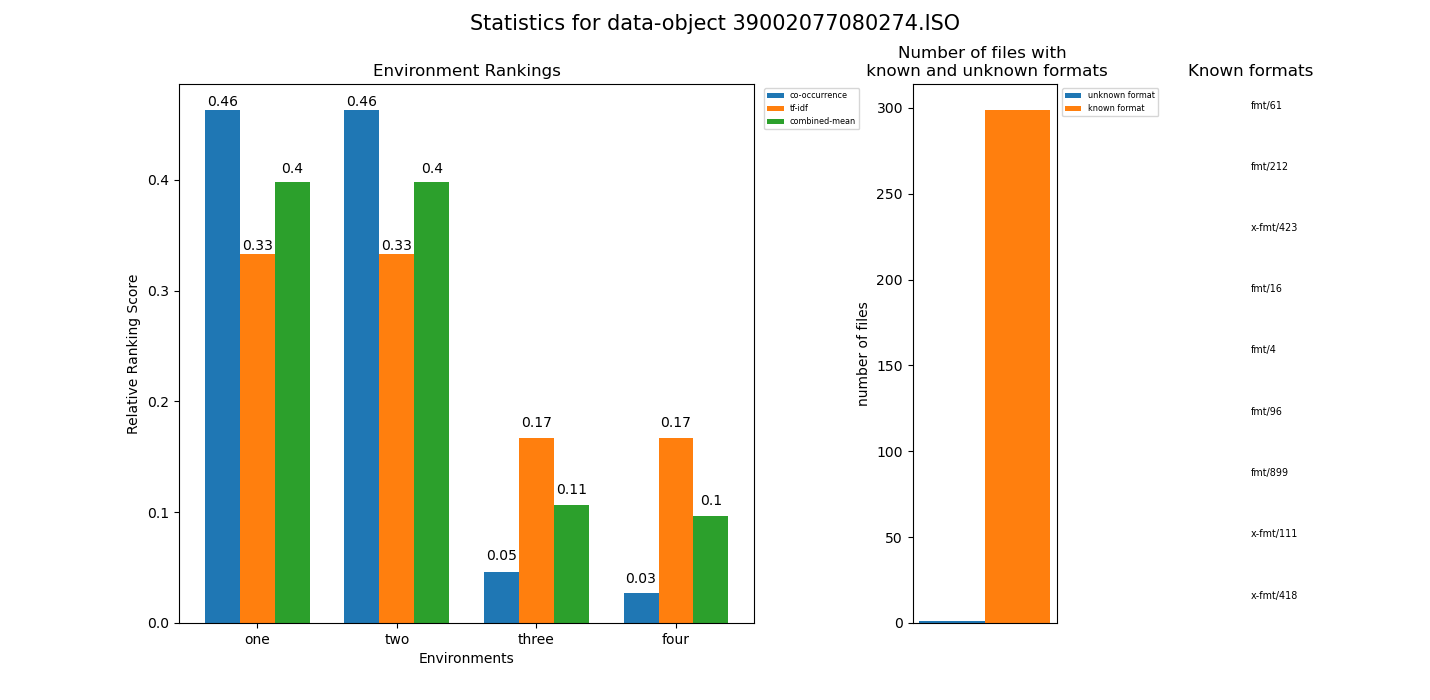 Statistics for data-object 39002077080274.ISO
Environment Rankings
0.46
0.33
0.4
0.46
0.33
0.4
0.05
0.17
0.11
0.03
0.17
0.1
0.4
0.3
0.2
0.1
0.0
Relative Ranking Score
one
two
three
four
Environments
co-occurrence
tf-idf
combined-mean
Number of files with
known and unknown formats
300
250
200
150
100
50
0
number of files
unknown format
known format
Known formats
fmt/61
fmt/212
x-fmt/423
fmt/16
fmt/4
fmt/96
fmt/899
x-fmt/111
x-fmt/418